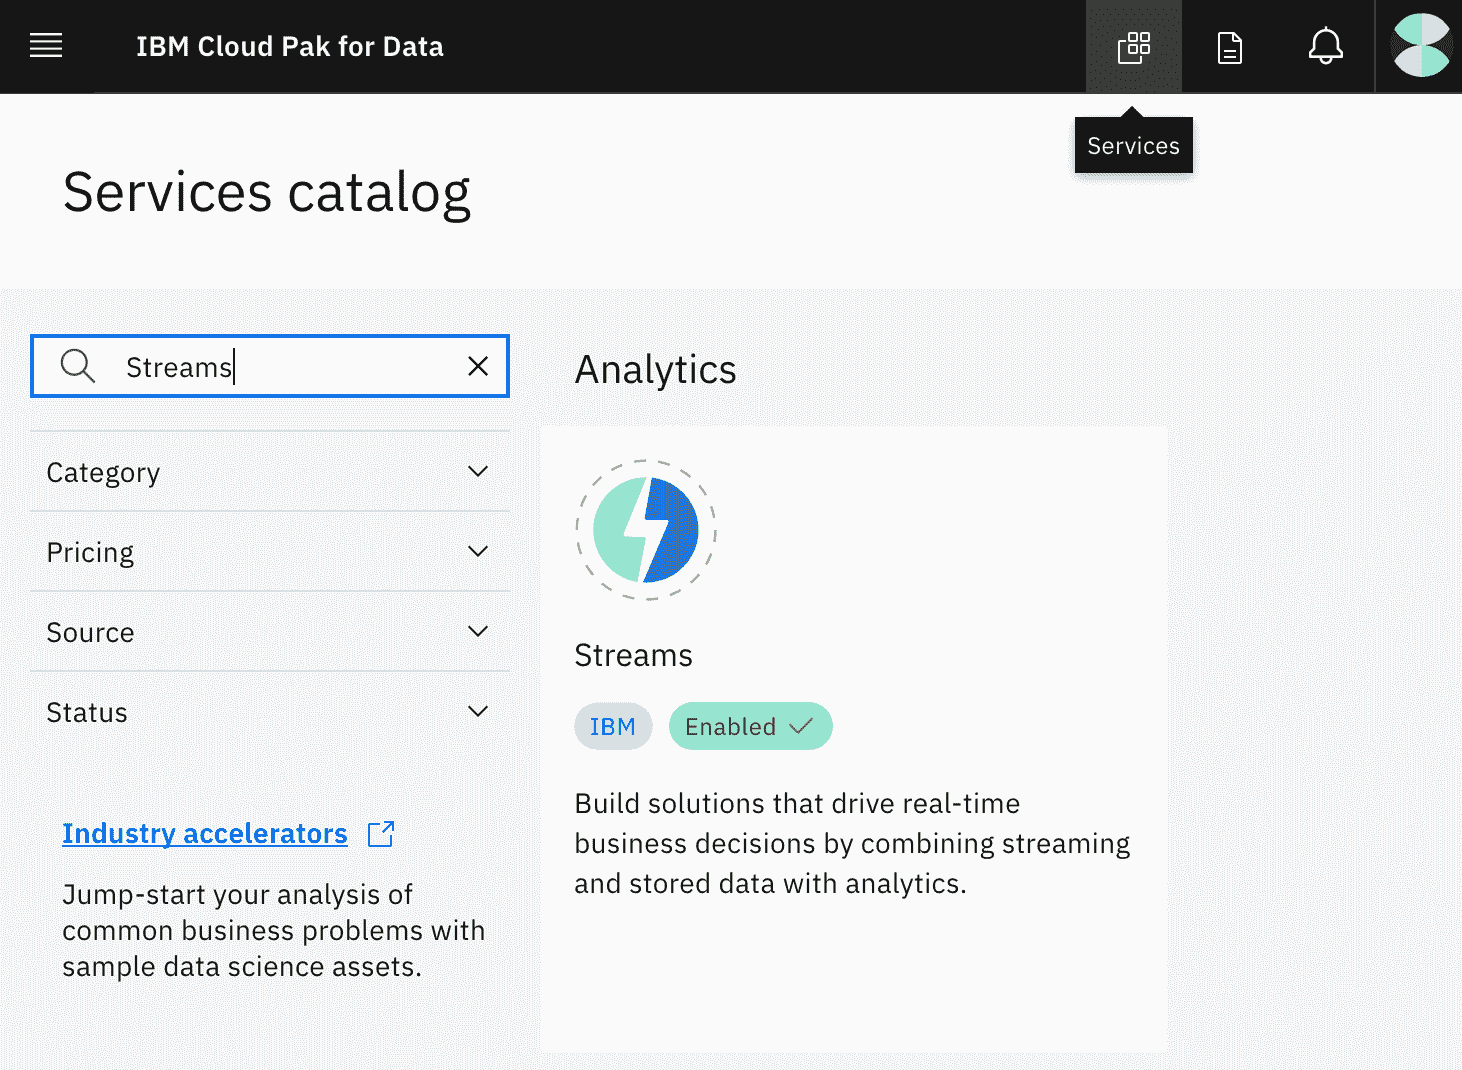 IBM Cloud Pak for Data
Services
Services catalog
Streams
Category
Pricing
Source
Status
Industry accelerators
Jump-start your analysis of
common business problems with
sample data science assets.
Analytics
Streams
IBM
Enabled
Build solutions that drive real-time
business decisions by combining streaming
and stored data with analytics.